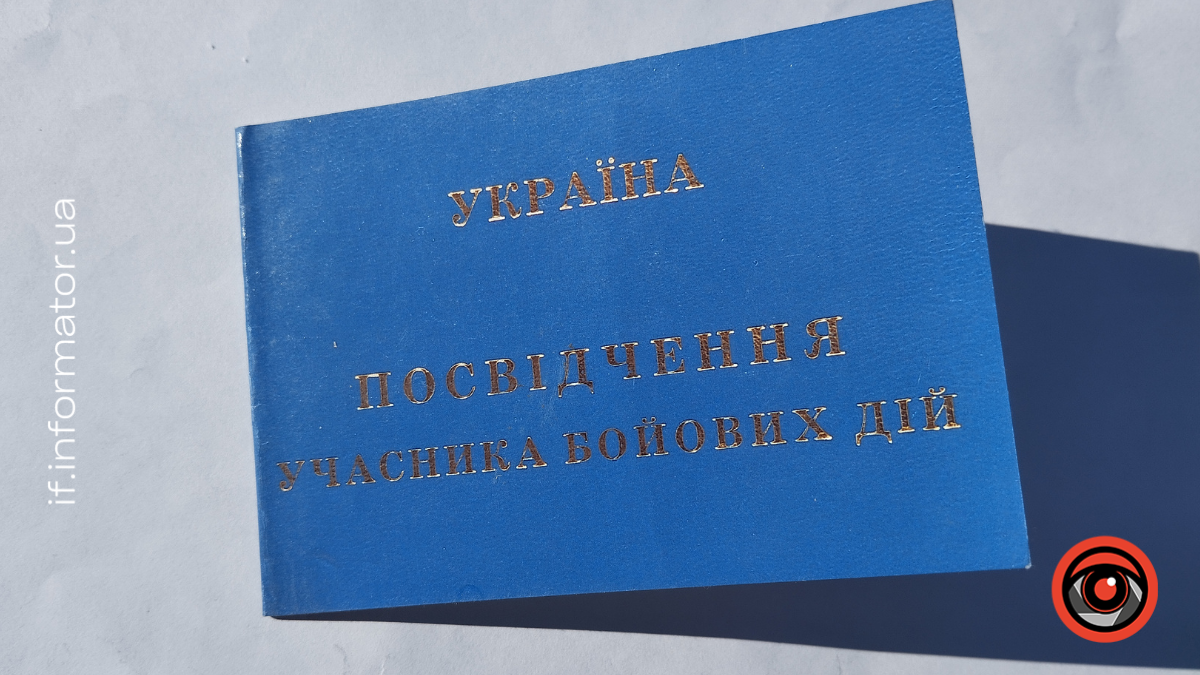 if.informator.ua
УКРАЇНА
ПОСВІДЧЕННЯ
УЧАСНИКА БОЙОВИХ ДІЙ